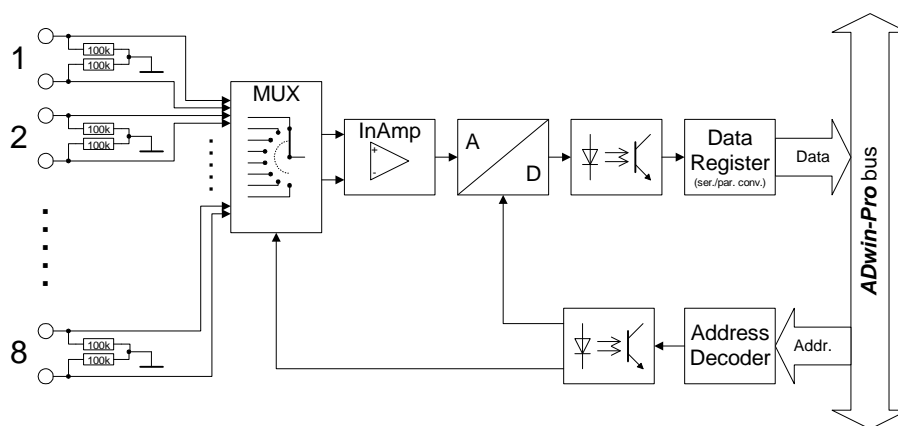 1
100k
100k
2
100k
100k
8
100k
100k
MUX
InAmp
+
-
A
D
Data
Register
(ser./par. conv.)
Data
Address
Decoder
Addr.
ADwin-Pro bus